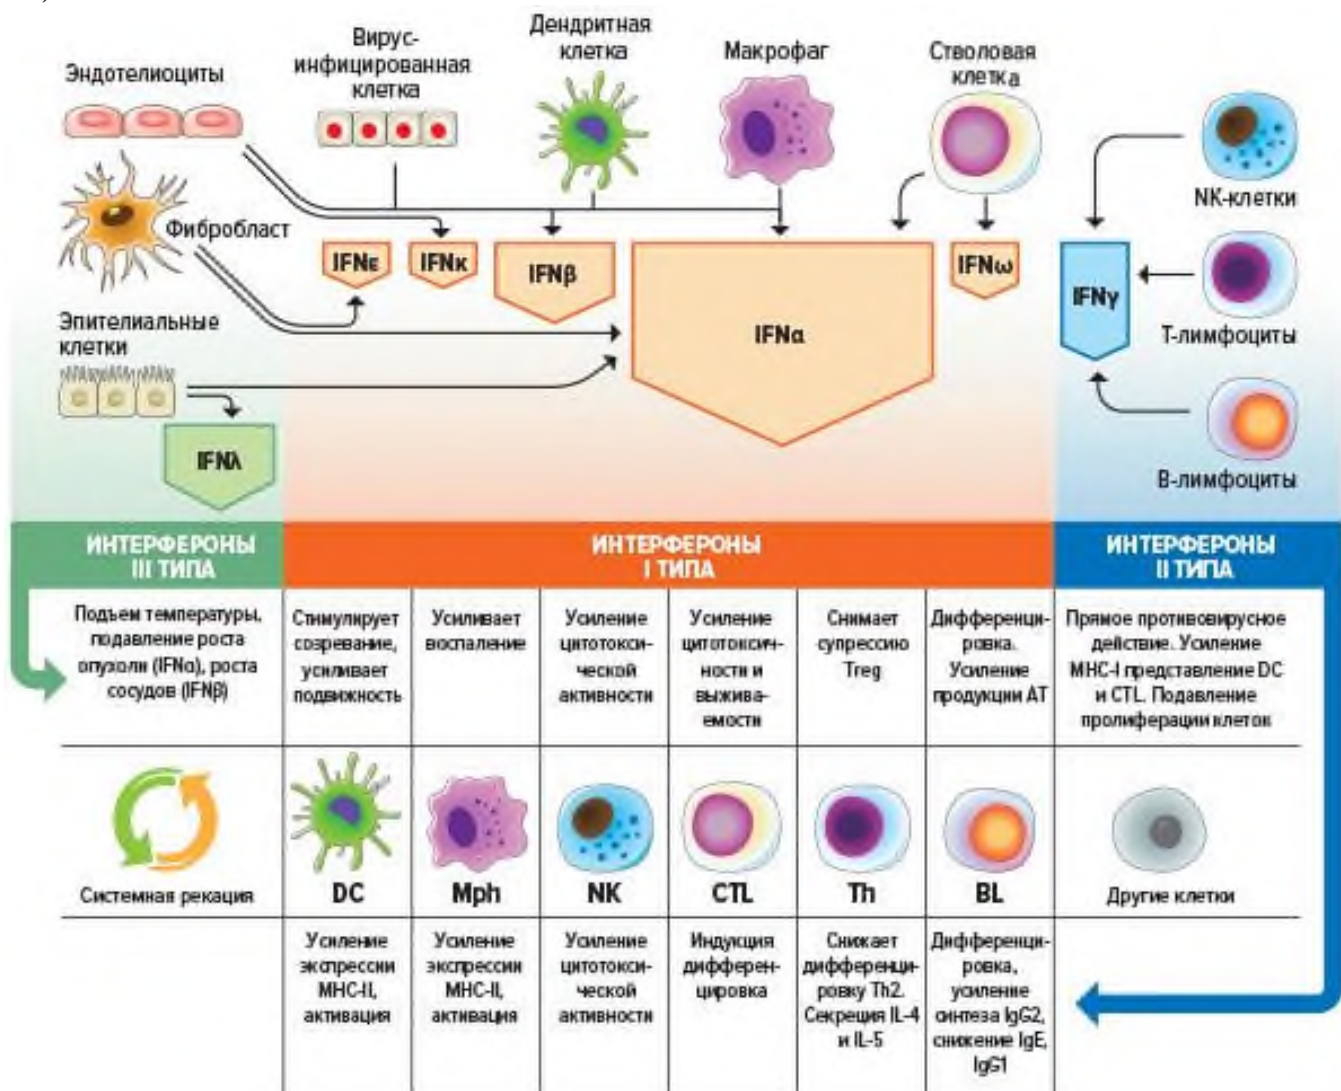 Эндотелиоциты
Вирус-
инфицированная
клетка
Дендритная
клетка
Макрофаг
Стволовая
клетка
NK-клетки
Фибробласт
IFNε
IFNκ
IFNβ
IFNα
IFNω
IFNγ
Т-лимфоциты
Эпителиальные
клетки
IFNλ
В-лимфоциты
ИНТЕРФЕРОНЫ
III ТИПА
ИНТЕРФЕРОНЫ
I ТИПА
ИНТЕРФЕРОНЫ
II ТИПА
Подъем температуры,
подавление роста
опухоли (IFNα), роста
сосудов (IFNβ)
Стимулирует
созревание,
усиливает
подвижность
Усиливает
воспаление
Усиление
цитотокси-
ческой
активности
Усиление
цитотоксич-
ности и
выжива-
емости
Снимает
супрессию
Treg
Дифференци-
ровка.
Усиление
продукции АТ
Прямое противовирусное
действие. Усиление
MHC-I представление DC
и CTL. Подавление
пролиферации клеток
Системная рекация
DC
Mph
NK
CTL
Th
BL
Другие клетки
Усиление
экспрессии
MHC-II,
активация
Усиление
экспрессии
MHC-II,
активация
Усиление
цитотокси-
ческой
активности
Индукция
дифферен-
цировка
Снижает
дифференци-
ровку Th2.
Секреция IL-4
и IL-5
Дифференци-
ровка,
усиление
синтеза IgG2,
снижение IgE,
IgG1